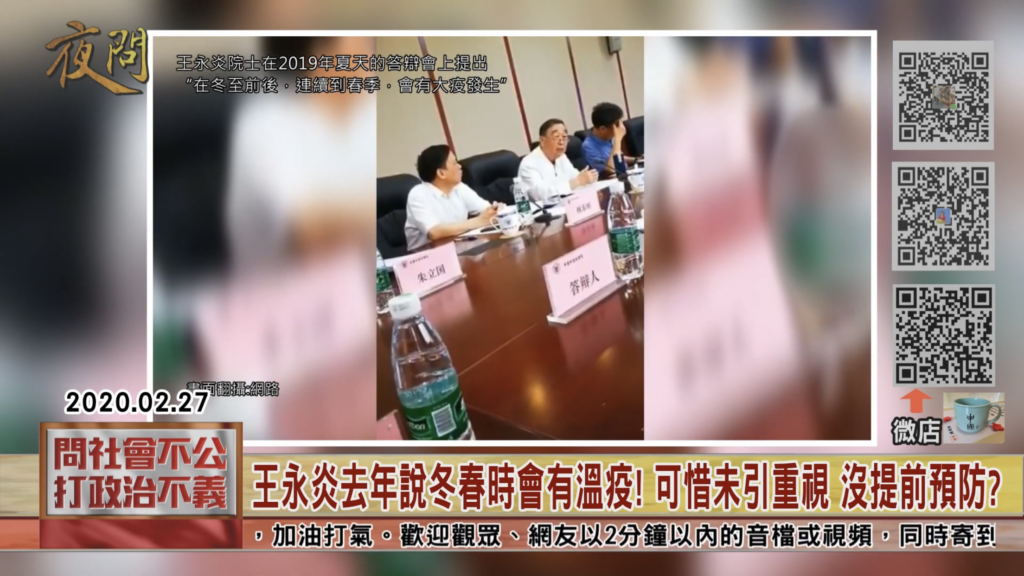 夜問
王永炎院士在2019年夏天的答辯會上提出
“在冬至前後，連續到春季，會有大疫發生”
朱立国
答辩人
畫面翻攝:網路
2020.02.27
微店
中國
問社會不公
打政治不義
王永炎去年說冬春時會有溫疫! 可惜未引重視 沒提前預防?
，加油打氣。歡迎觀眾、網友以2分鐘以內的音檔或視頻，同時寄到